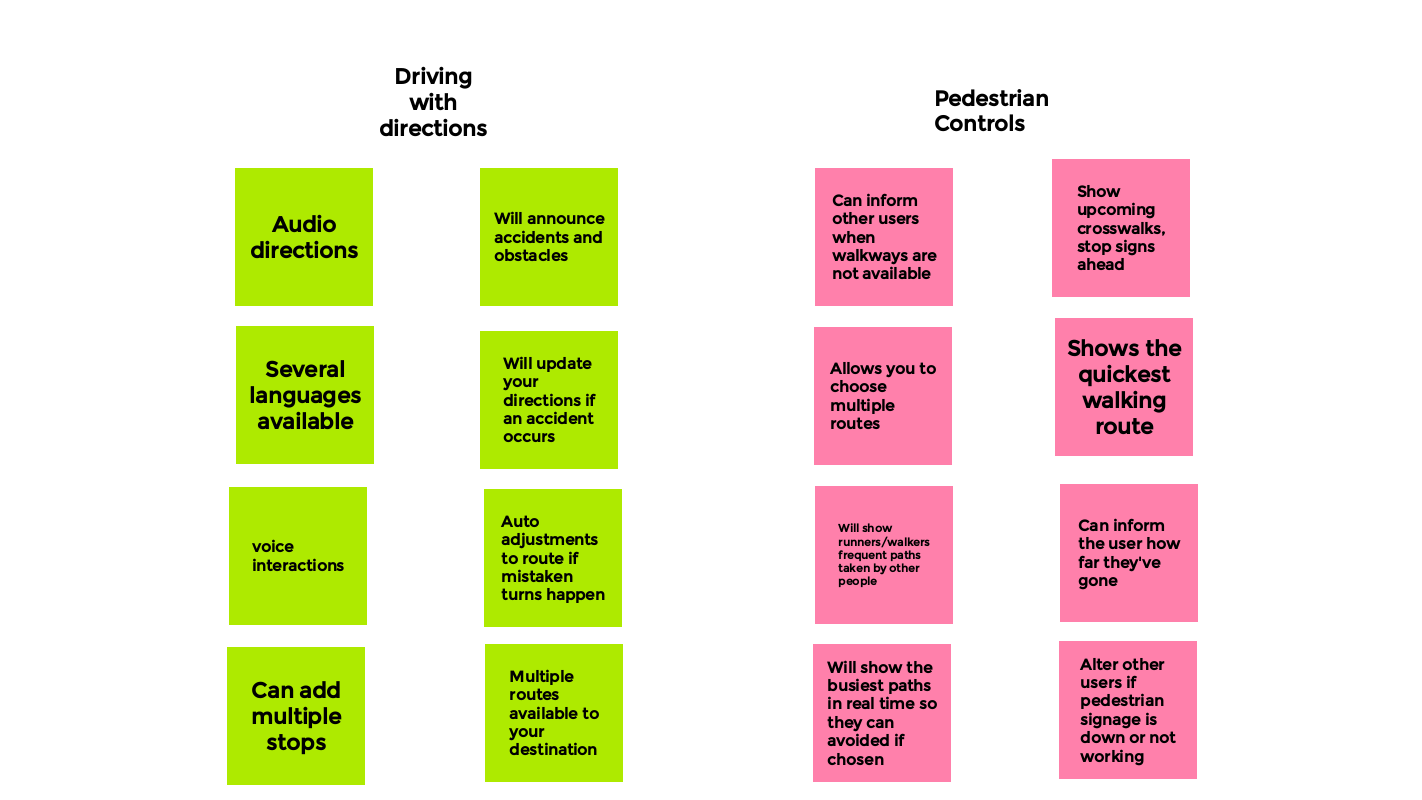 Driving
with
directions
Audio
directions
Will announce
accidents and
obstacles
Several
languages
available
Will update
your
directions if
an accident
occurs
voice
interactions
Auto
adjustments
to route if
mistaken
turns happen
Can add
multiple
stops
Multiple
routes
available to
your
destination
Pedestrian
Controls
Can inform
other users
when
walkways are
not available
Show
upcoming
crosswalks,
stop signs
ahead
Allows you to
choose
multiple
routes
Shows the
quickest
walking
route
Will show
runners/walkers
frequent paths
taken by other
people
Can inform
the user how
far they've
gone
Will show the
busiest paths
in real time so
they can
avoided if
chosen
Alter other
users if
pedestrian
signage is
down or not
working